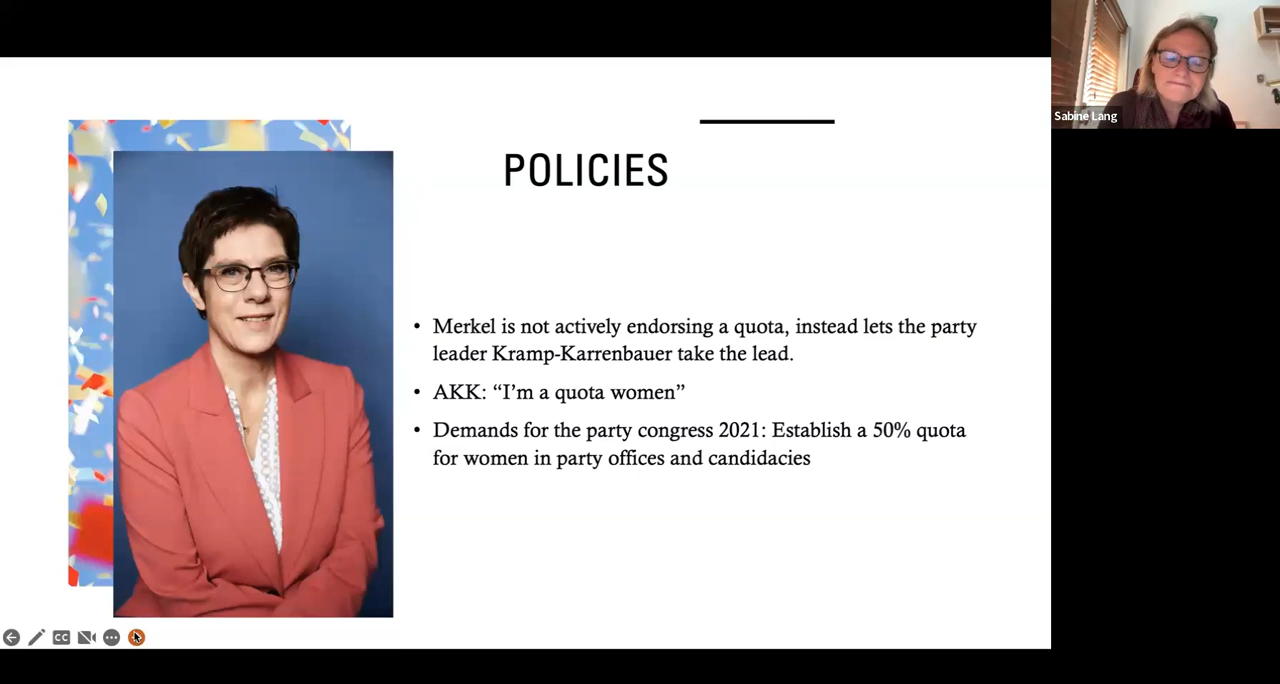 Sabine Lang
POLICIES
• Merkel is not actively endorsing a quota, instead lets the party
leader Kramp-Karrenbauer take the lead.
• AKK: “I’m a quota women”
• Demands for the party congress 2021: Establish a 50% quota
for women in party offices and candidacies
CC